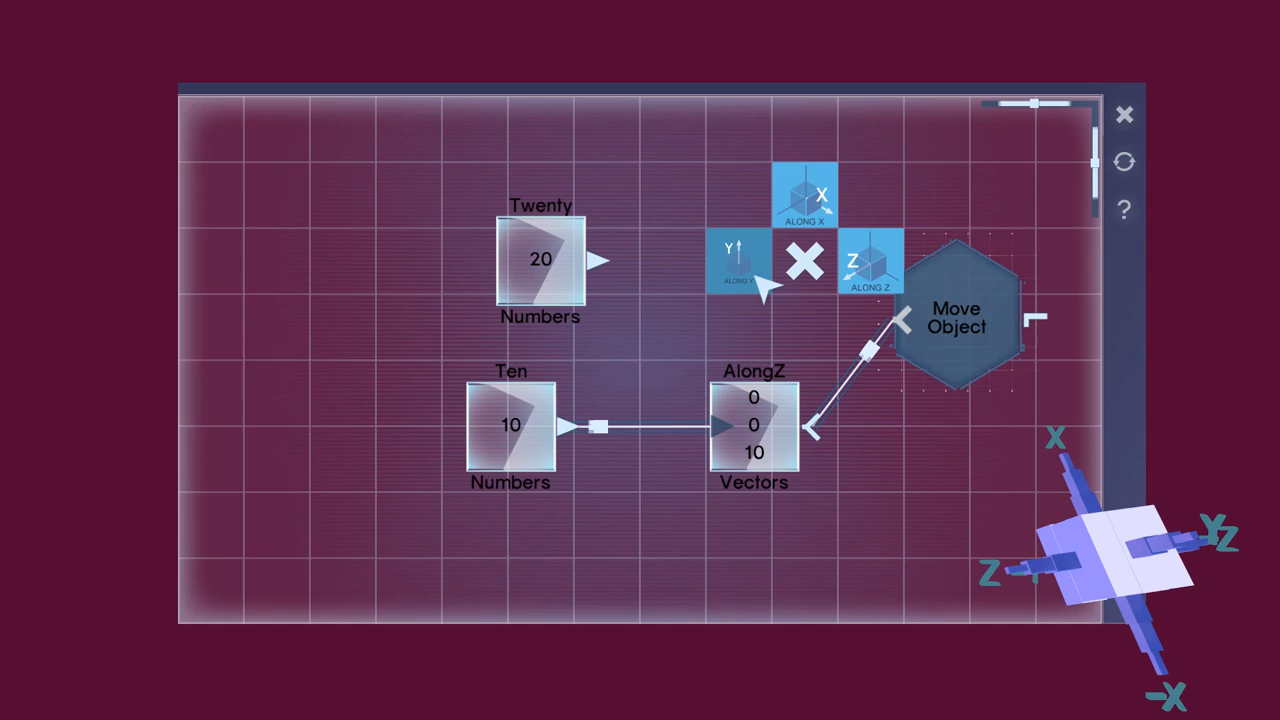 Twenty
20
Numbers
X
ALONG X
Y
ALONG Y
Z
ALONG Z
?
Move
Object
Ten
10
Numbers
AlongZ
0
0
10
Vectors
X
Y
Z
Z
-X